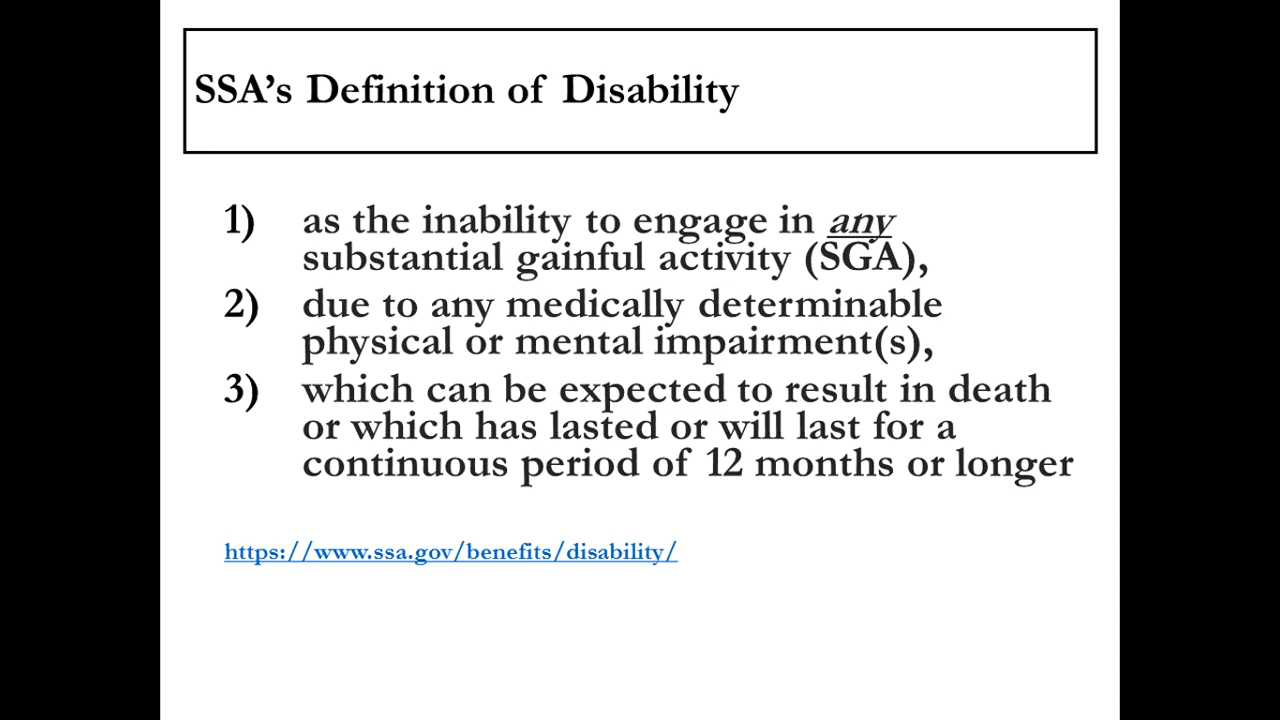 SSA’s Definition of Disability
1) as the inability to engage in any
substantial gainful activity (SGA),
2) due to any medically determinable
physical or mental impairment(s),
3) which can be expected to result in death
or which has lasted or will last for a
continuous period of 12 months or longer
https://www.ssa.gov/benefits/disability/